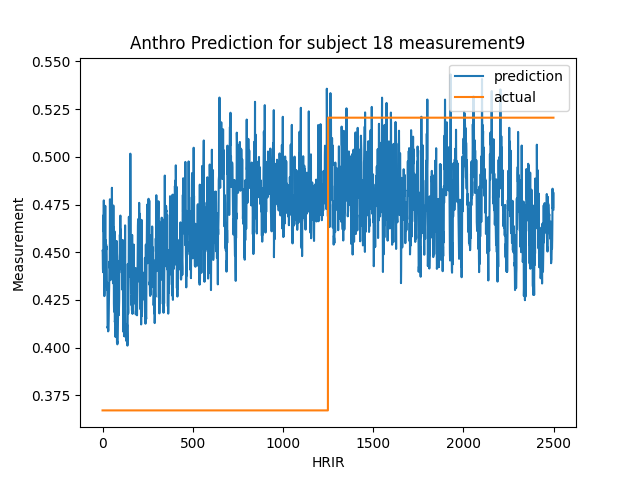 Anthro Prediction for subject 18 measurement9
prediction
actual
0.550
0.525
0.500
0.475
0.450
0.425
0.400
0.375
Measurement
0
500
1000
1500
2000
2500
HRIR